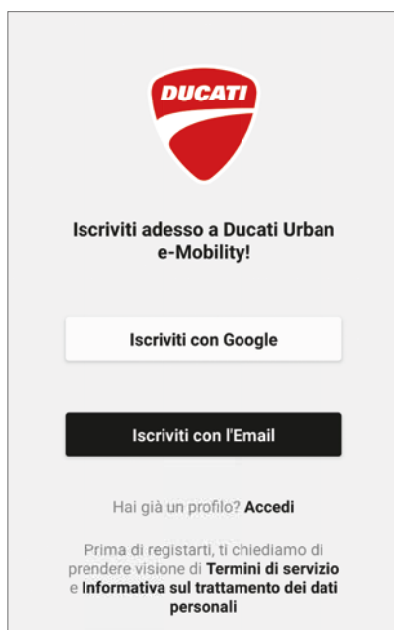 DUCATI
Iscriviti adesso a Ducati Urban
e-Mobility!
Iscriviti con Google
Iscriviti con l'Email
Hai già un profilo? Accedi
Prima di registarti, ti chiediamo di
prendere visione di Termini di servizio
e Informativa sul trattamento dei dati
personali